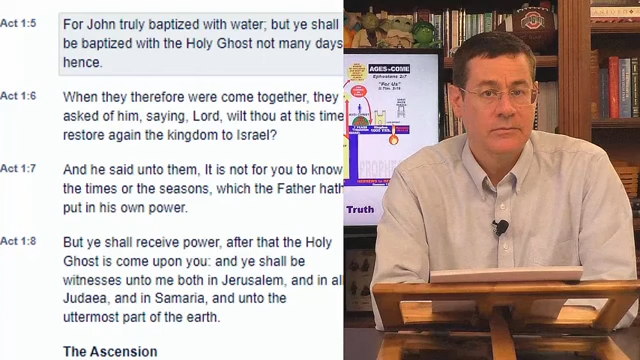 Act 1:5 For John truly baptized with water; but ye shall
be baptized with the Holy Ghost not many days
hence.
Act 1:6 When they therefore were come together, they
asked of him, saying, Lord, wilt thou at this time
restore again the kingdom to Israel?
Act 1:7 And he said unto them, It is not for you to know
the times or the seasons, which the Father hath
put in his own power.
Act 1:8 But ye shall receive power, after that the Holy
Ghost is come upon you: and ye shall be
witnesses unto me both in Jerusalem, and in all
Judaea, and in Samaria, and unto the
uttermost part of the earth.
The Ascension
AGES to COME
Ephesians 2:7
"For Us"
Truth